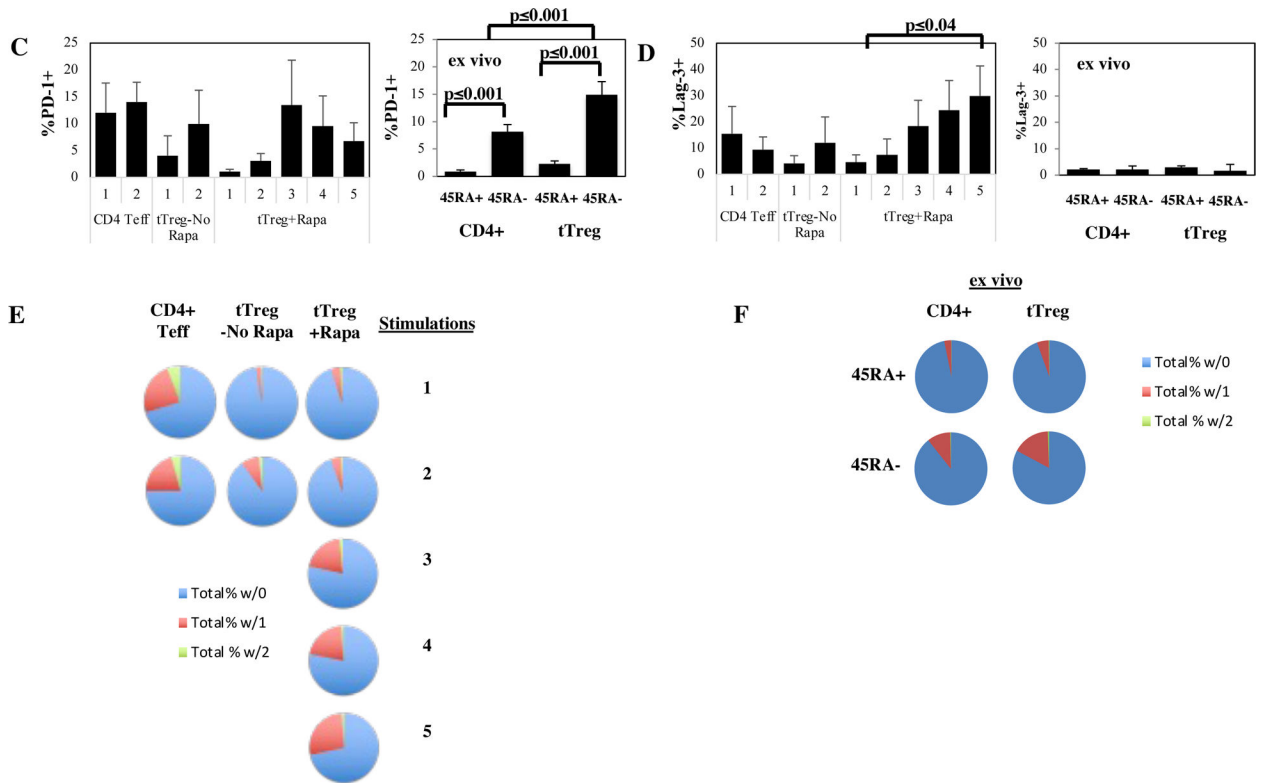 C
%PD-1+
25
20
15
10
5
0
1 2 1 2 1 2 3 4 5
CD4 Teff tTreg-No Rapa tTreg+Rapa
%PD-1+
25
20
15
10
5
0
ex vivo
p≤0.001
p≤0.001
p≤0.001
45RA+ 45RA- 45RA+ 45RA-
CD4+ tTreg
D
%Lag-3+
50
40
30
20
10
0
p≤0.04
1 2 1 2 1 2 3 4 5
CD4 Teff tTreg-No Rapa tTreg+Rapa
%Lag-3+
50
40
30
20
10
0
ex vivo
45RA+ 45RA- 45RA+ 45RA-
CD4+ tTreg
E
CD4+ Teff
tTreg -No Rapa
tTreg +Rapa
Stimulations
1
2
3
4
5
Total% w/0
Total% w/1
Total % w/2
F
ex vivo
CD4+ tTreg
45RA+
45RA-
Total% w/0
Total% w/1
Total % w/2